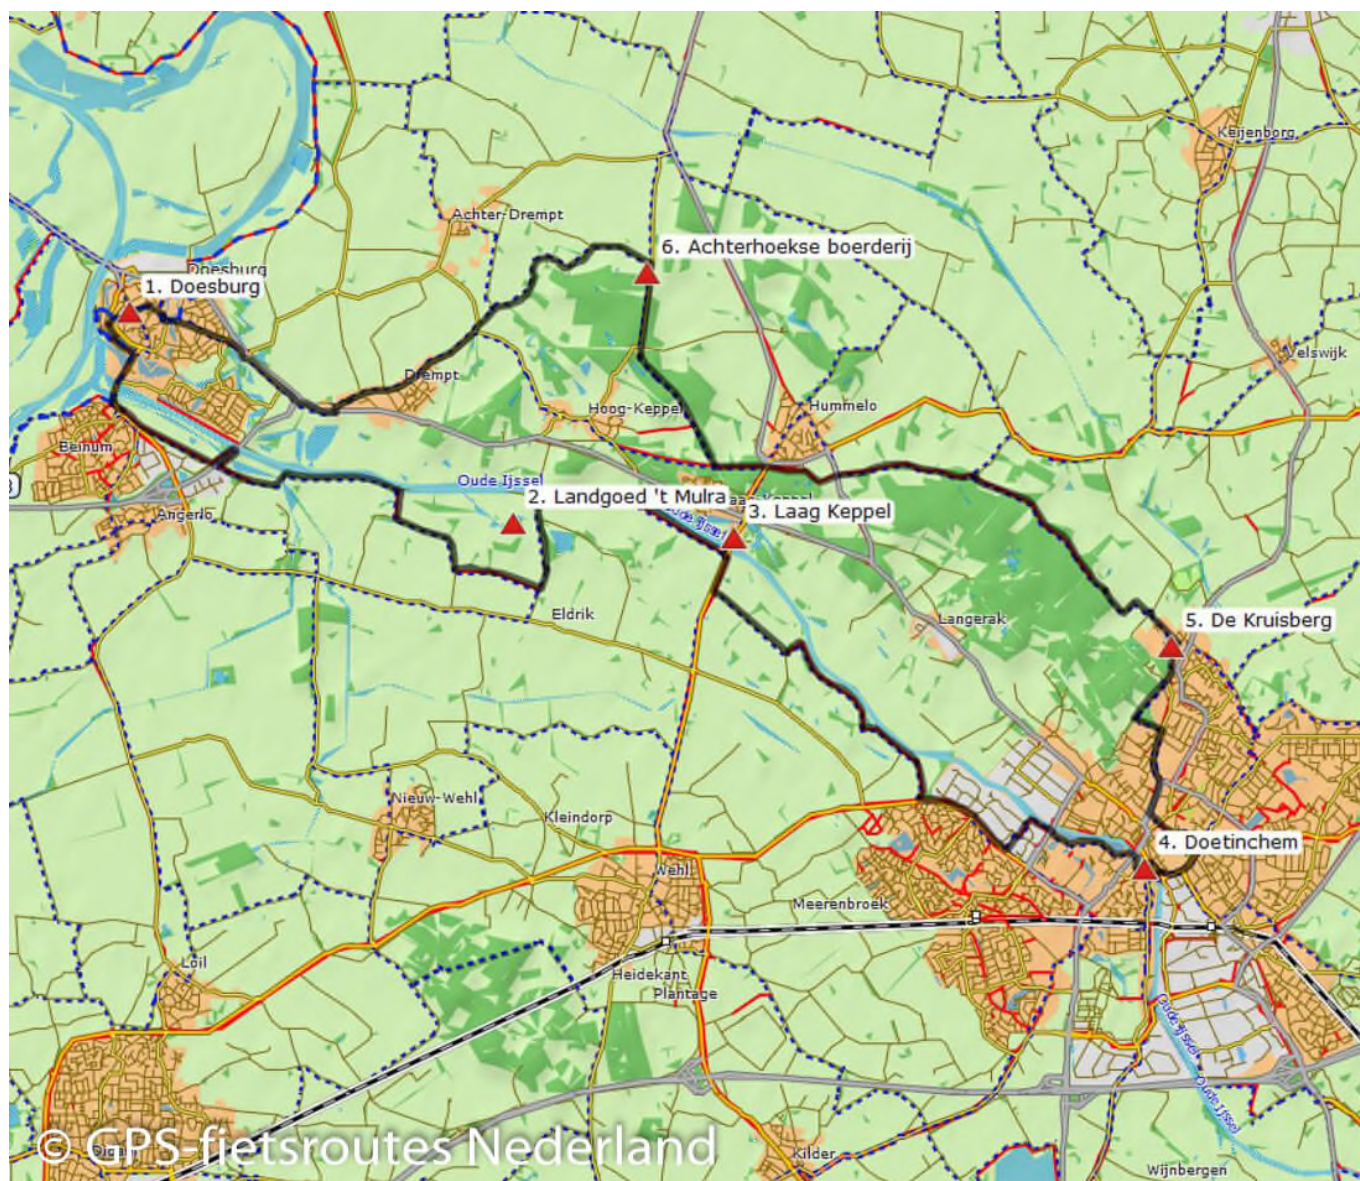 Keijenborg
Achter-Drempt
6. Achterhoekse boerderij
Doesburg
1. Doesburg
Velswijk
Drempt
Hoog-Keppel
Hummelo
Beinum
Oude Ijssel
2. Landgoed 't Mulra
3. Laag Keppel
Angerlo
Oude Ijssel
Eldrik
Langerak
5. De Kruisberg
Nieuw-Wehl
Kleindorp
4. Doetinchem
Wehl
Meerenbroek
Loil
Heidekant
Plantage
Oude Ijssel
Oude Ijssel
© GPS-fietsroutes Nederland
Kilder
Wijnbergen